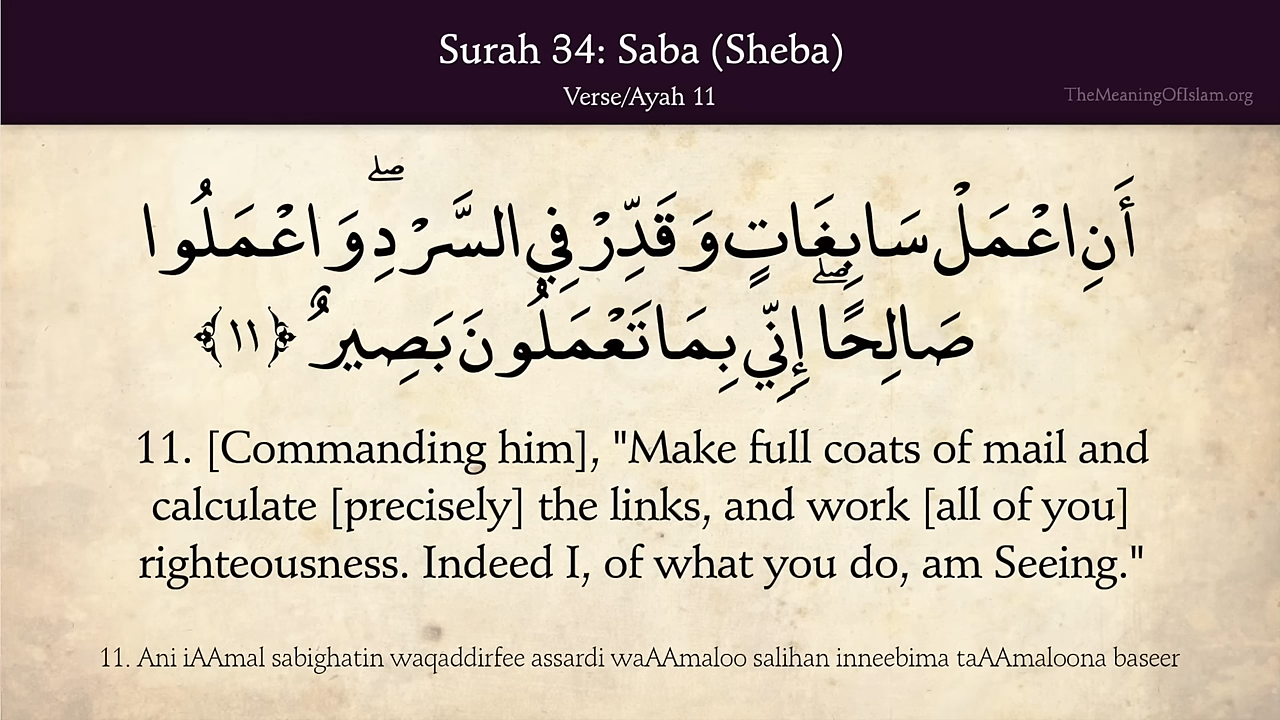 Surah 34: Saba (Sheba)
Verse/Ayah 11
TheMeaningOfIslam.org
أَنِ اعْمَلْ سَابِغَاتٍ وَقَدِّرْ فِي السَّرْدِ ۖ وَاعْمَلُوا
صَالِحًا ۖ إِنِّي بِمَا تَعْمَلُونَ بَصِيرٌ ﴿١١﴾
11. [Commanding him], "Make full coats of mail and
calculate [precisely] the links, and work [all of you]
righteousness. Indeed I, of what you do, am Seeing."
11. Ani iAAmal sabighatin waqaddirfee assardi waAAmaloo salihan inneebima taAAmaloona baseer